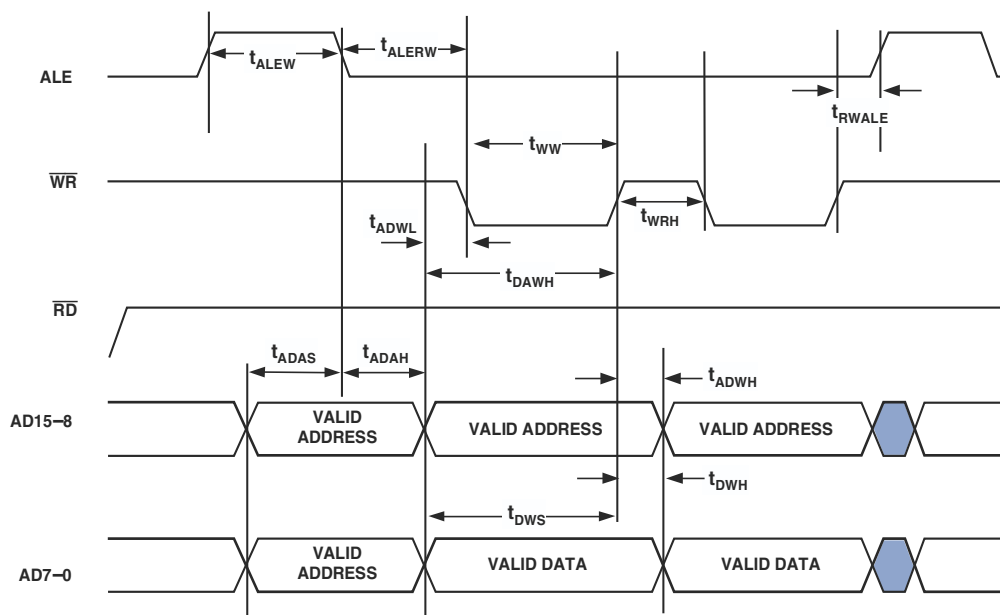 ALE
tALEW
tALERW
tRWALE
tWW
WR
tWRH
tADWL
tDAWH
RD
tADAS
tADAH
tADWH
AD15–8
VALID
ADDRESS
VALID ADDRESS
VALID ADDRESS
tDWH
tDWS
AD7–0
VALID
ADDRESS
VALID DATA
VALID DATA